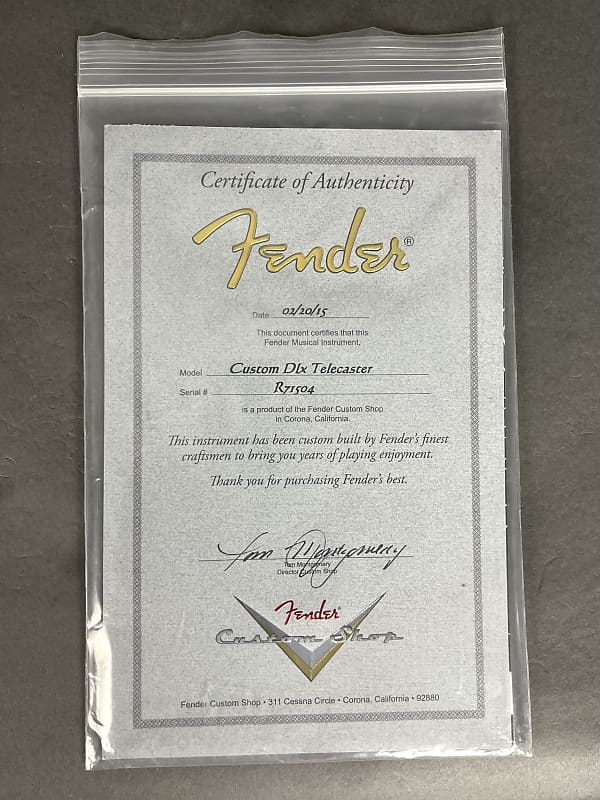 Certificate of Authenticity
Fender®
Date 02/20/15
This document certifies that this
Fender Musical Instrument,
Model Custom Dlx Telecaster
Serial # R71504
is a product of the Fender Custom Shop
in Corona, California.
This instrument has been custom built by Fender's finest
craftsmen to bring you years of playing enjoyment.
Thank you for purchasing Fender's best.
Tom Montgomery
Tom Montgomery
Director Custom Shop
Fender®
Custom Shop
Fender Custom Shop • 311 Cessna Circle • Corona, California • 92880